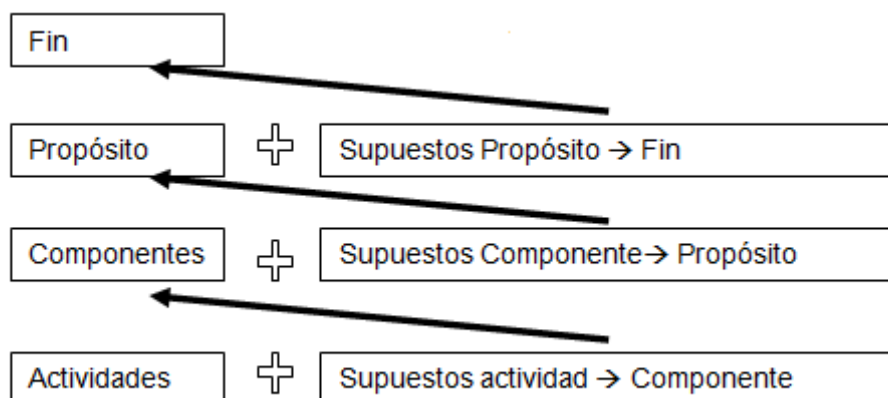 Fin
Propósito Supuestos Propósito → Fin
Componentes Supuestos Componente→ Propósito
Actividades Supuestos actividad → Componente